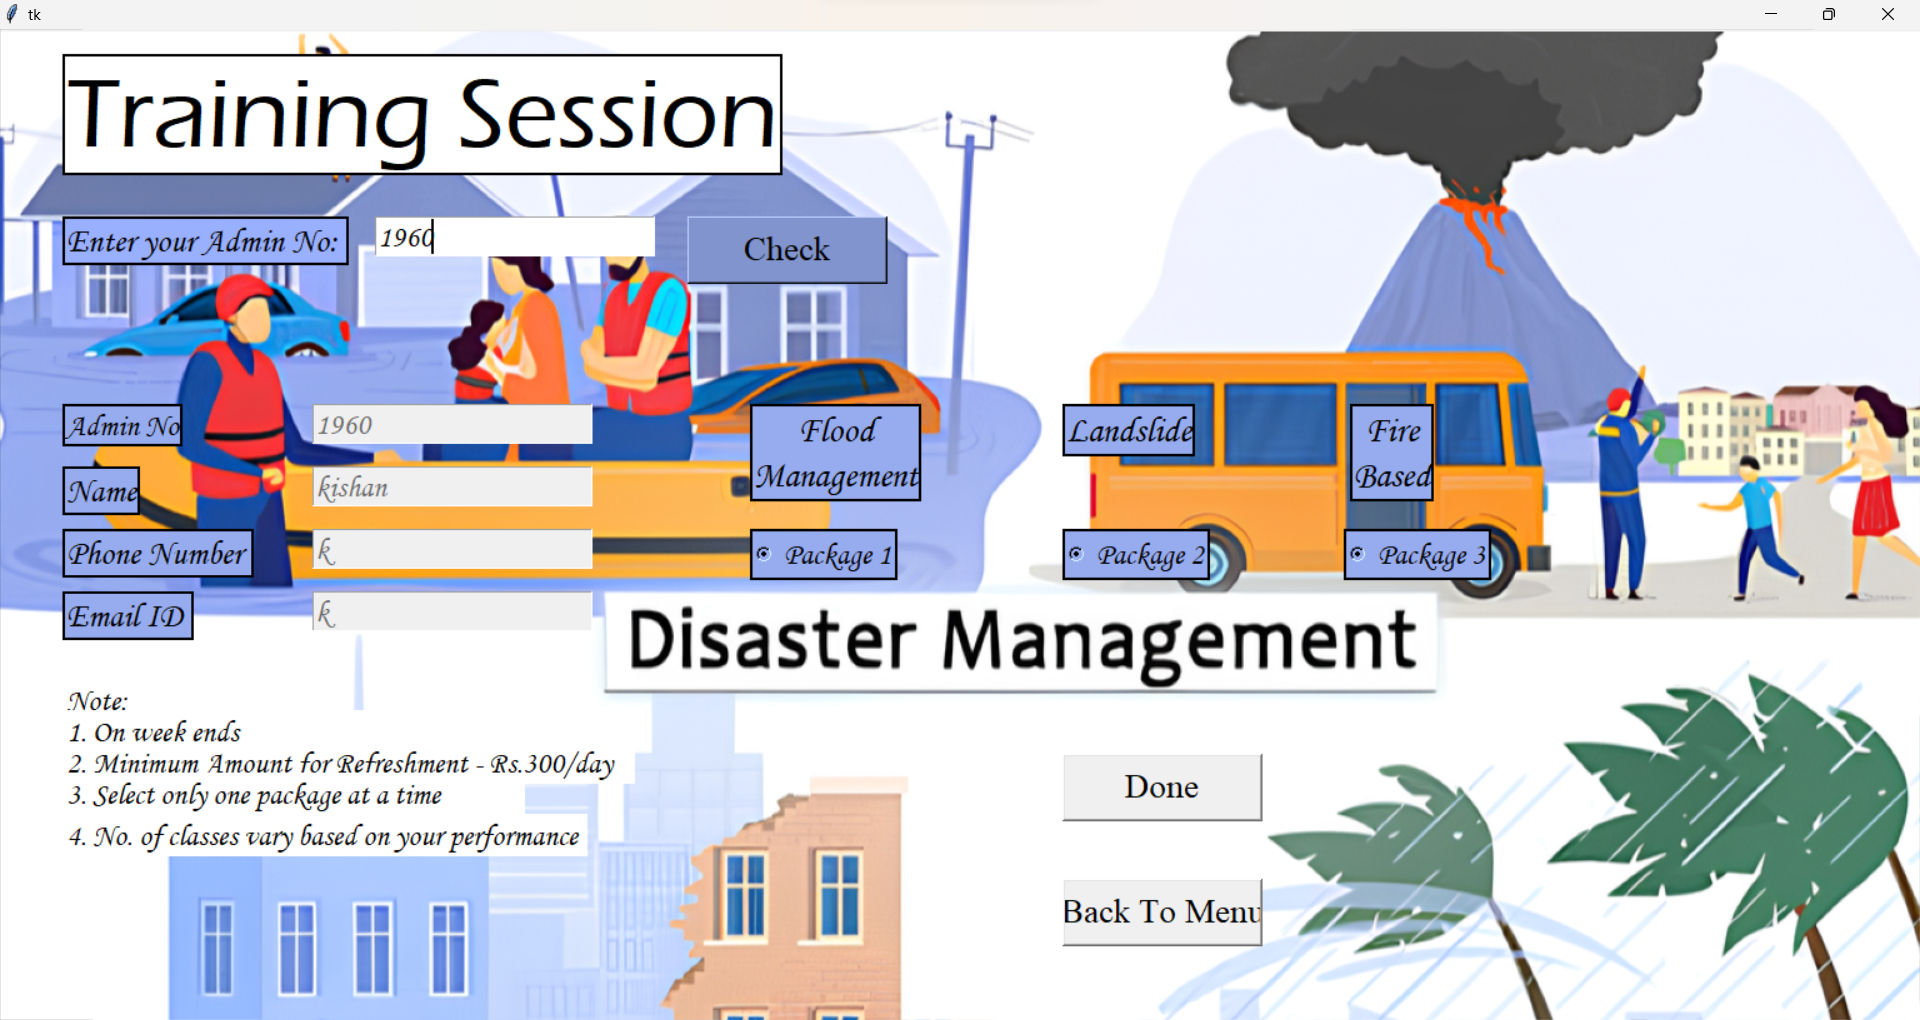 tk
Training Session
Enter your Admin No:
1960
Check
Admin No
1960
Name
kishan
Phone Number
k
Email ID
k
Flood
Management
Landslide
Fire
Based
Package 1
Package 2
Package 3
Disaster Management
Note:
1. On week ends
2. Minimum Amount for Refreshment - Rs.300/day
3. Select only one package at a time
4. No. of classes vary based on your performance
Done
Back To Menu